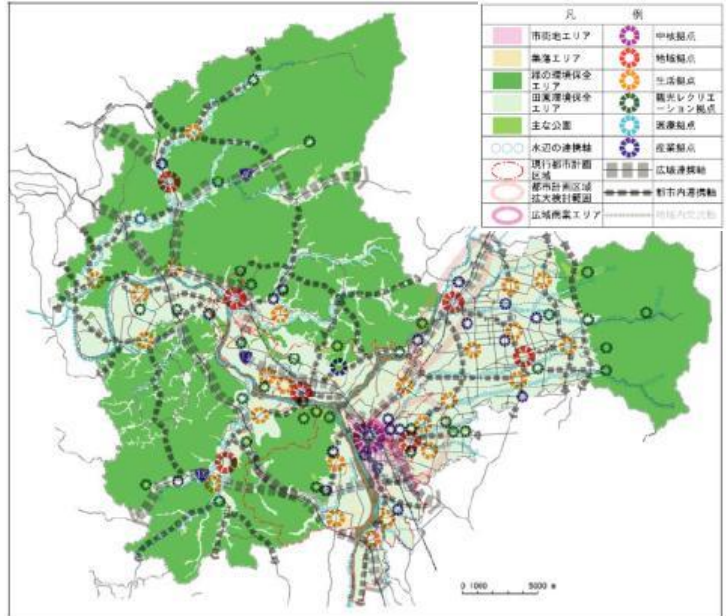 凡 例
市街地エリア 中核拠点
集落エリア 地域拠点
緑の環境保全エリア 生活拠点
田園環境保全エリア 観光レクリエーション拠点
主な公園 医療拠点
水辺の連携軸 産業拠点
現行都市計画区域 広域連携軸
都市計画区域拡大検討範囲 都市内連携軸
広域商業エリア 地域内交流軸
0 1000 5000 m